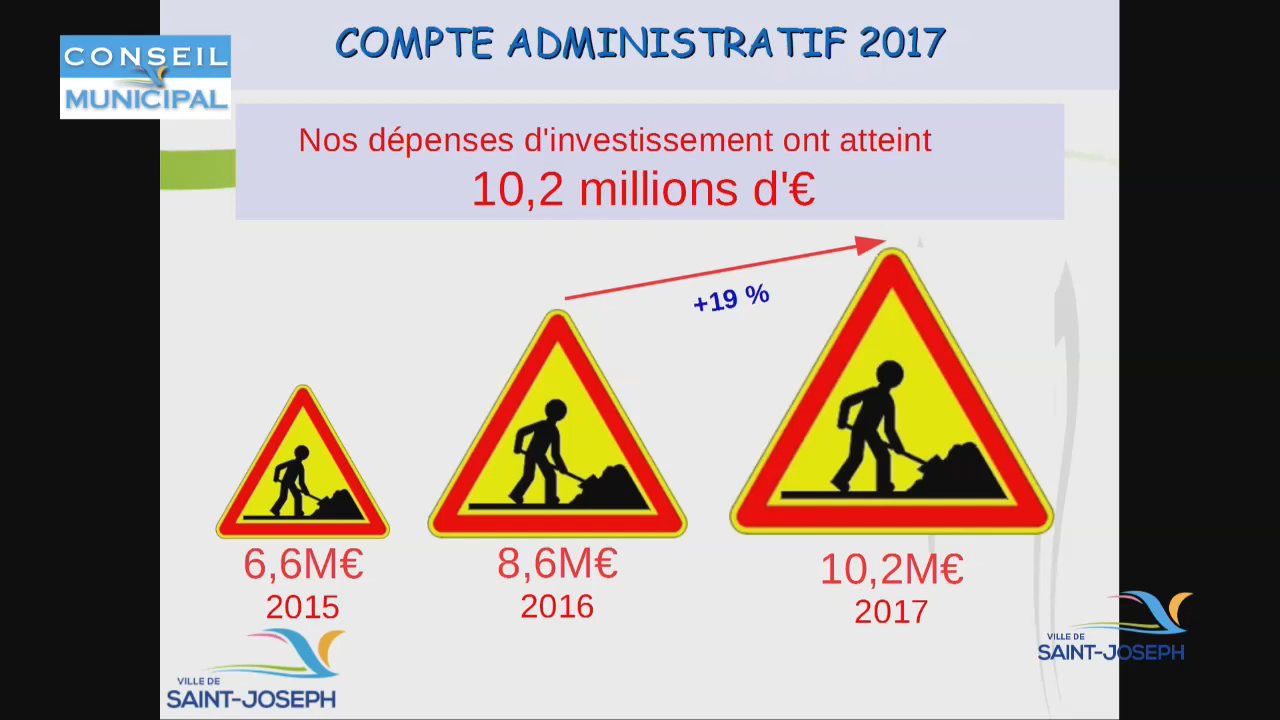 COMPTE ADMINISTRATIF 2017
CONSEIL
MUNICIPAL
Nos dépenses d'investissement ont atteint
10,2 millions d'€
+19 %
6,6M€
2015
8,6M€
2016
10,2M€
2017
VILLE DE
SAINT-JOSEPH
VILLE DE
SAINT-JOSEPH